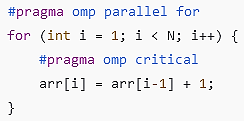 #pragma omp parallel for
for (int i = 1; i < N; i++) {
    #pragma omp critical
    arr[i] = arr[i-1] + 1;
}